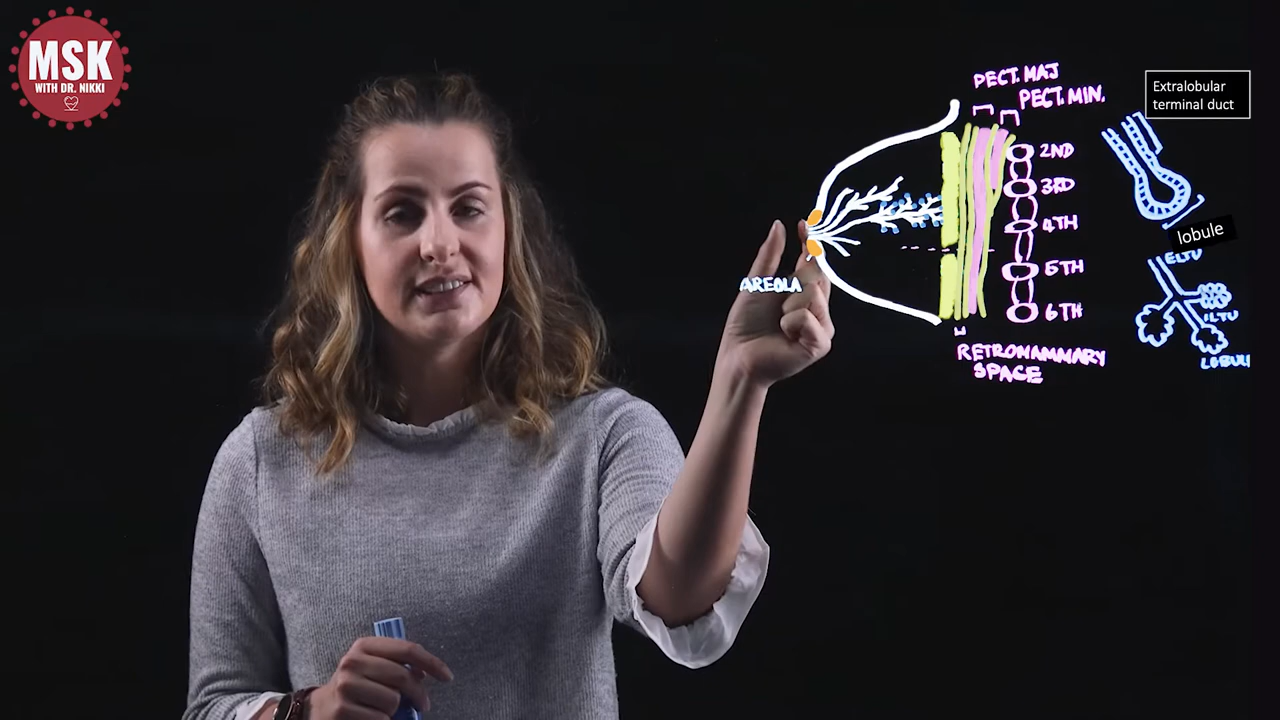 MSK
WITH DR. NIKKI
PECT. MAJ
PECT. MIN.
Extralobular
terminal duct
2ND
3RD
4TH
5TH
6TH
AREOLA
RETROMAMMARY
SPACE
lobule
ELTU
ILTU
LOBULI